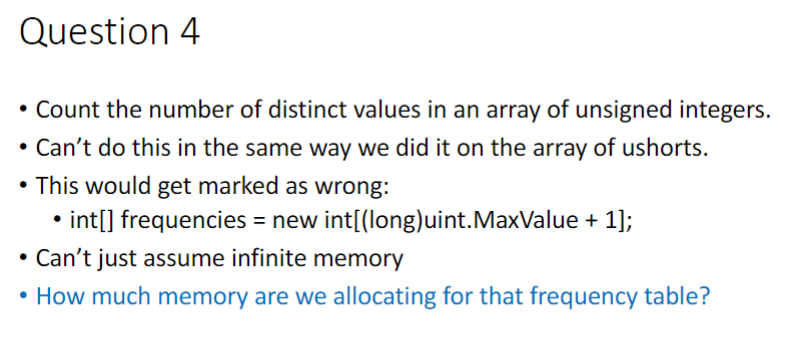 Question 4
• Count the number of distinct values in an array of unsigned integers.
• Can’t do this in the same way we did it on the array of ushorts.
• This would get marked as wrong:
• int[] frequencies = new int[(long)uint.MaxValue + 1];
• Can’t just assume infinite memory
• How much memory are we allocating for that frequency table?